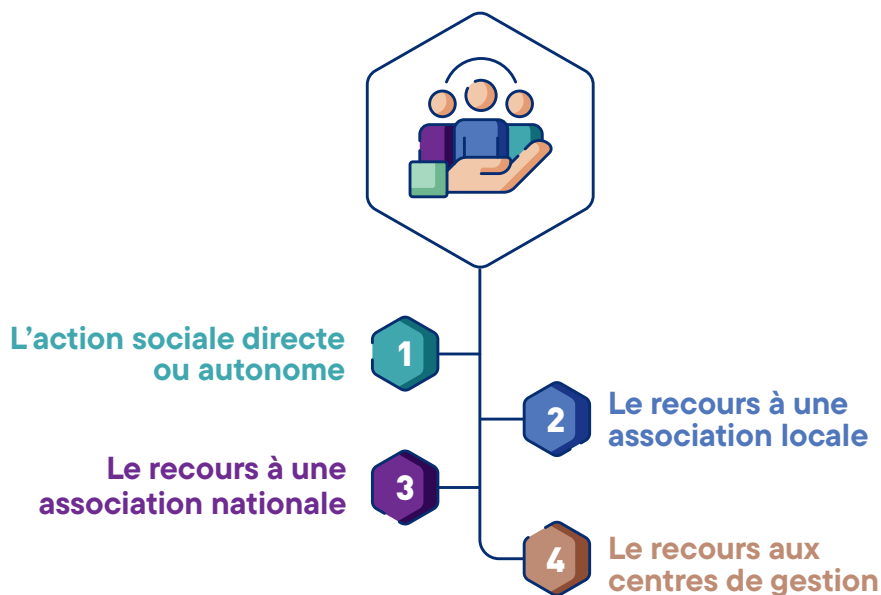 L’action sociale directe
ou autonome
1
2
Le recours à une
association locale
Le recours à une
association nationale
3
4
Le recours aux
centres de gestion